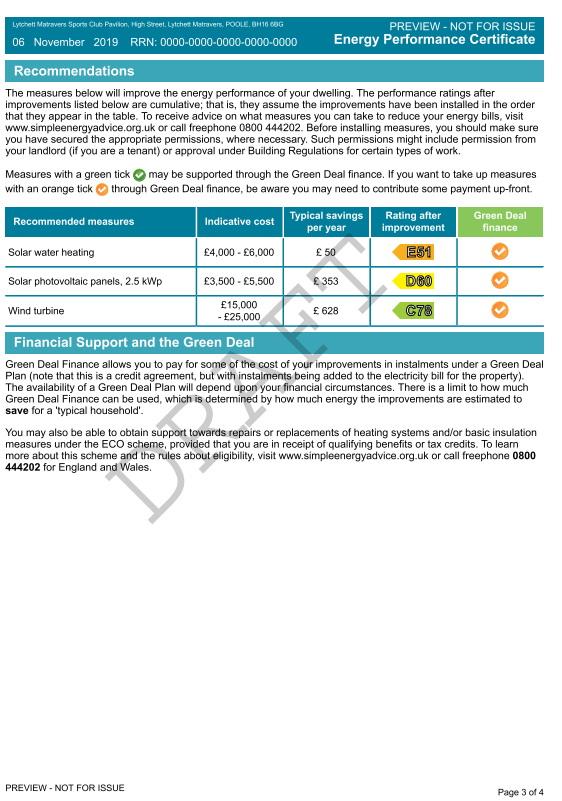 Lytchett Matravers Sports Club Pavilion, High Street, Lytchett Matravers, POOLE, BH16 6BG
PREVIEW - NOT FOR ISSUE
06 November 2019 RRN: 0000-0000-0000-0000-0000
Energy Performance Certificate
Recommendations
The measures below will improve the energy performance of your dwelling. The performance ratings after
improvements listed below are cumulative; that is, they assume the improvements have been installed in the order
that they appear in the table. To receive advice on what measures you can take to reduce your energy bills, visit
www.simpleenergyadvice.org.uk or call freephone 0800 444202. Before installing measures, you should make sure
you have secured the appropriate permissions, where necessary. Such permissions might include permission from
your landlord (if you are a tenant) or approval under Building Regulations for certain types of work.
Measures with a green tick may be supported through the Green Deal finance. If you want to take up measures
with an orange tick through Green Deal finance, be aware you may need to contribute some payment up-front.
Recommended measures Indicative cost Typical savings per year Rating after improvement Green Deal finance
Solar water heating £4,000 - £6,000 £ 50 E51
Solar photovoltaic panels, 2.5 kWp £3,500 - £5,500 £ 353 D60
Wind turbine £15,000 - £25,000 £ 628 C78
Financial Support and the Green Deal
Green Deal Finance allows you to pay for some of the cost of your improvements in instalments under a Green Deal
Plan (note that this is a credit agreement, but with instalments being added to the electricity bill for the property).
The availability of a Green Deal Plan will depend upon your financial circumstances. There is a limit to how much
Green Deal Finance can be used, which is determined by how much energy the improvements are estimated to
save for a 'typical household'.
You may also be able to obtain support towards repairs or replacements of heating systems and/or basic insulation
measures under the ECO scheme, provided that you are in receipt of qualifying benefits or tax credits. To learn
more about this scheme and the rules about eligibility, visit www.simpleenergyadvice.org.uk or call freephone 0800
444202 for England and Wales.
DRAFT
PREVIEW - NOT FOR ISSUE
Page 3 of 4